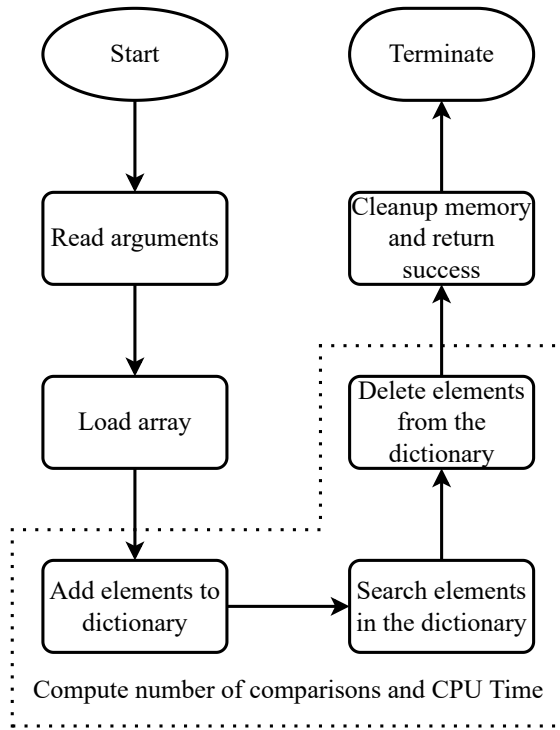 Start
Read arguments
Load array
Add elements to
dictionary
Search elements
in the dictionary
Delete elements
from the
dictionary
Cleanup memory
and return
success
Terminate
Compute number of comparisons and CPU Time